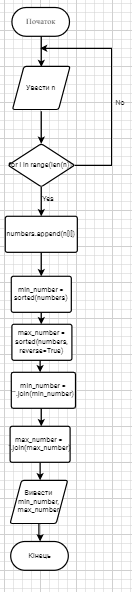 Початок
Увести n
for i in range(len(n))
No
Yes
numbers.append(n[i])
min_number =
sorted(numbers)
max_number =
sorted(numbers,
reverse=True)
min_number =
".join(min_number)
max_number =
.join(max_number)
Вивести
min_number,
max_number
Кінець